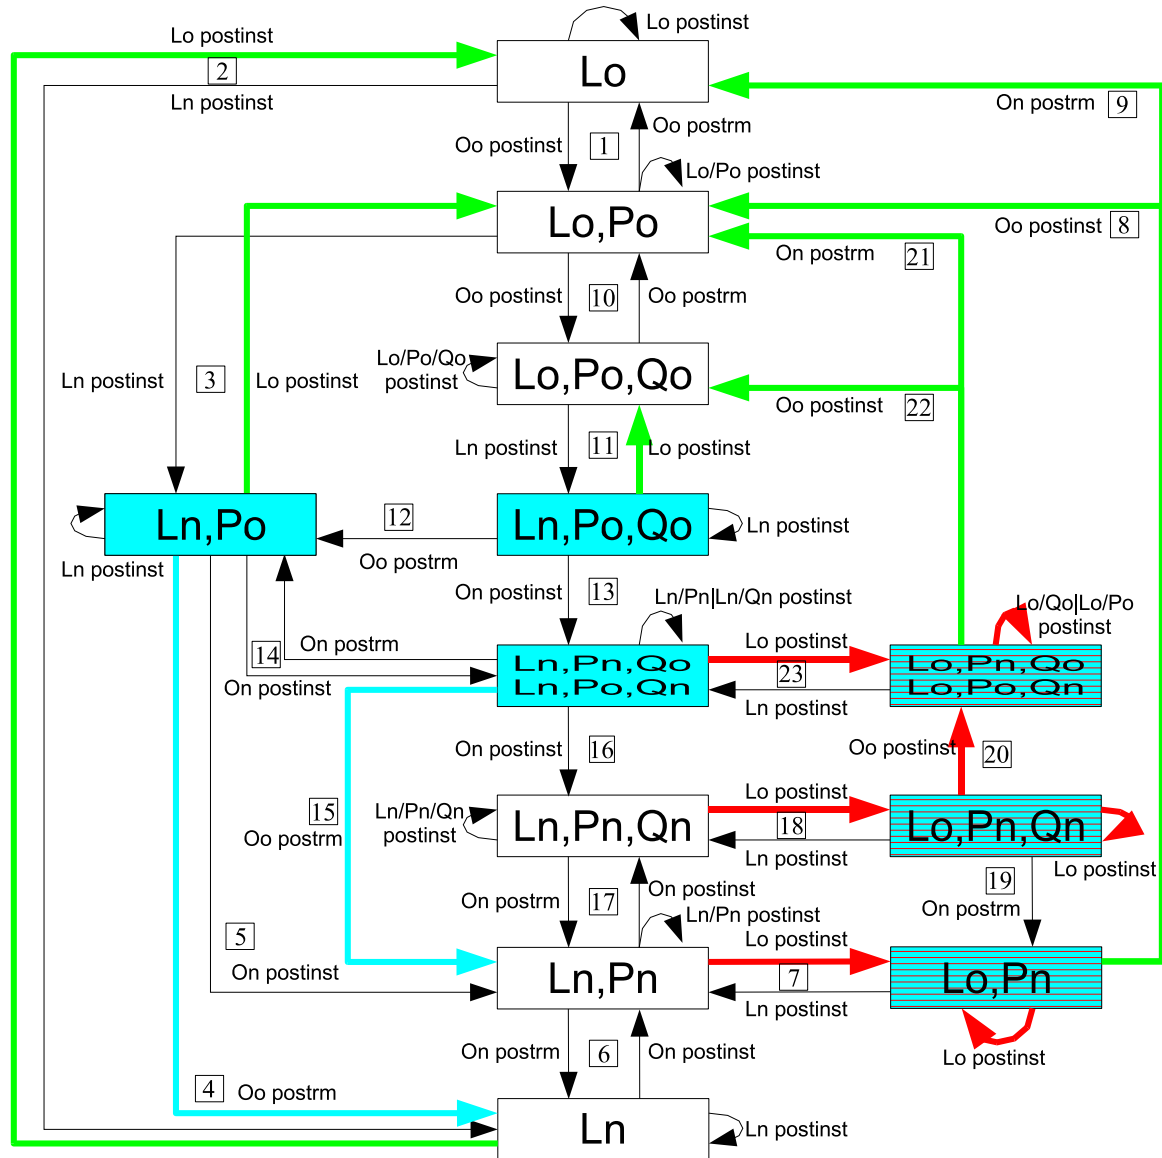 Lo postinst
Lo postinst
2
Lo
Ln postinst
On postrm
9
Oo postinst
1
Oo postrm
Lo/Po postinst
Lo,Po
Oo postinst
8
On postrm
21
Oo postinst
10
Oo postrm
Lo/Po/Qo
postinst
Lo,Po,Qo
Ln postinst
3
Lo postinst
Oo postinst
22
Ln postinst
11
Lo postinst
Ln,Po
12
Ln,Po,Qo
Ln postinst
Oo postrm
Ln postinst
On postinst
13
Ln/Pn|Ln/Qn postinst
Lo/Qo|Lo/Po
postinst
On postrm
Lo postinst
14
Ln,Pn,Qo
Ln,Po,Qn
23
Lo,Pn,Qo
Lo,Po,Qn
On postinst
Ln postinst
On postinst
16
Oo postinst
20
Lo postinst
15
Ln/Pn/Qn
postinst
Ln,Pn,Qn
18
Lo,Pn,Qn
Oo postrm
Ln postinst
Lo postinst
On postrm
17
On postinst
19
On postrm
Ln/Pn postinst
Lo postinst
5
On postinst
Ln,Pn
7
Lo,Pn
Ln postinst
On postrm
6
On postinst
Lo postinst
4
Oo postrm
Ln
Ln postinst